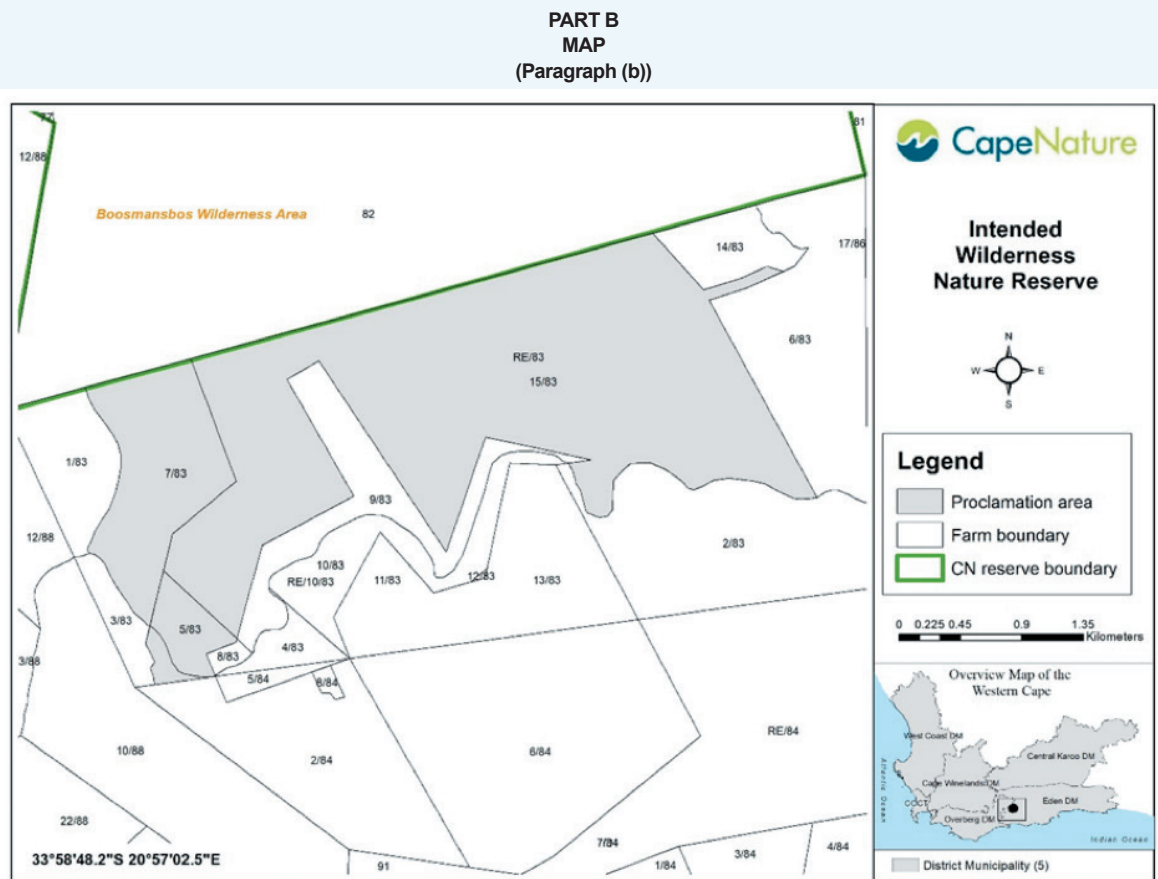 PART B
MAP
(Paragraph (b))
77
12/88
81
Boosmansbos Wilderness Area
82
14/83
17/86
6/83
RE/83
15/83
1/83
7/83
9/83
12/88
2/83
10/83
RE/10/83
11/83
12/83
13/83
3/83
5/83
8/83
4/83
3/88
5/84
8/84
10/88
2/84
6/84
RE/84
22/88
33°58'48.2"S 20°57'02.5"E
91
1/84
3/84
4/84
CapeNature
Intended
Wilderness
Nature Reserve
N
W
E
S
Legend
Proclamation area
Farm boundary
CN reserve boundary
0 0.225 0.45 0.9 1.35
Kilometers
Overview Map of the
Western Cape
West Coast DM
Central Karoo DM
Cape Winelands DM
Atlantic Ocean
COCT
Eden DM
Overberg DM
Indian Ocean
District Municipality (5)